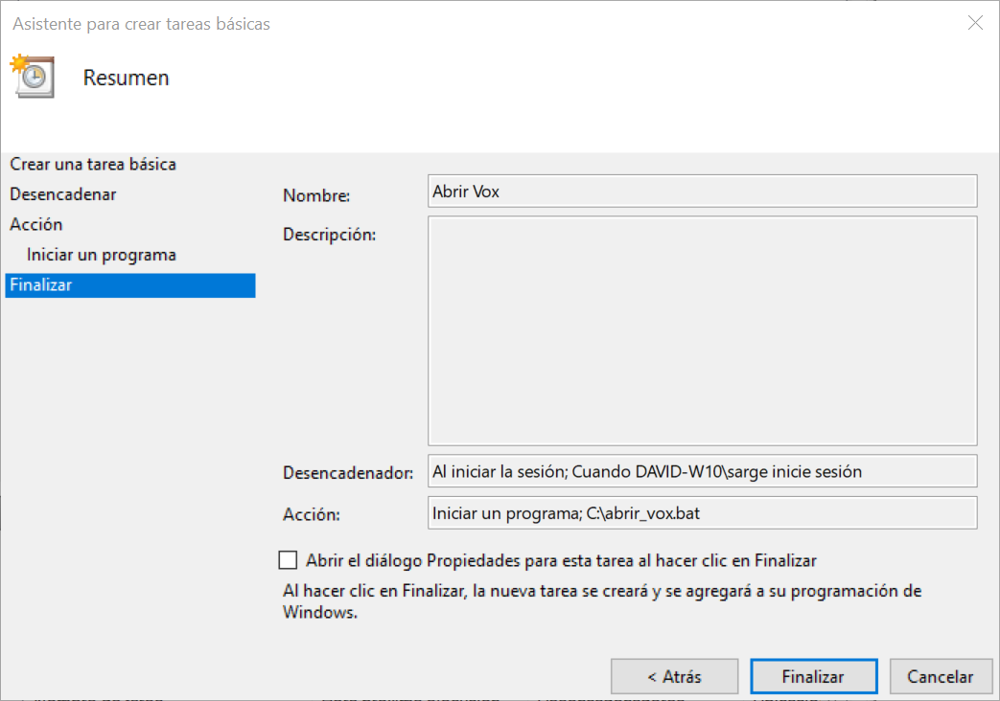 Asistente para crear tareas básicas
Resumen
Crear una tarea básica
Desencadenar
Acción
Iniciar un programa
Finalizar
Nombre:
Abrir Vox
Descripción:
Desencadenador:
Al iniciar la sesión; Cuando DAVID-W10\sarge inicie sesión
Acción:
Iniciar un programa; C:\abrir_vox.bat
Abrir el diálogo Propiedades para esta tarea al hacer clic en Finalizar
Al hacer clic en Finalizar, la nueva tarea se creará y se agregará a su programación de
Windows.
< Atrás
Finalizar
Cancelar